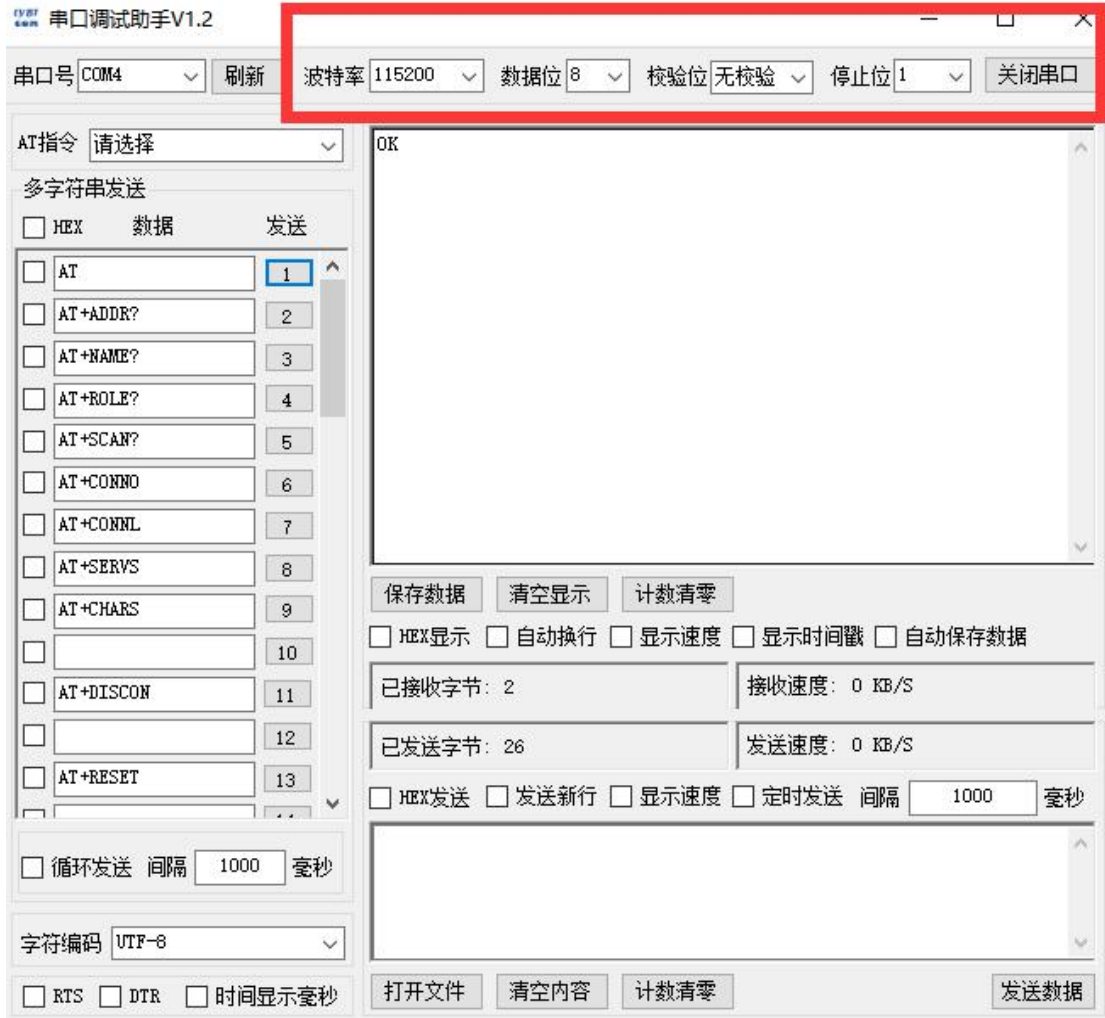 串口调试助手V1.2
串口号 COM4 刷新 波特率 115200 数据位 8 校验位 无校验 停止位 1 关闭串口
AT指令 请选择
多字符串发送
HEX 数据 发送
AT 1
AT+ADDR? 2
AT+NAME? 3
AT+ROLE? 4
AT+SCAN? 5
AT+CONN0 6
AT+CONNL 7
AT+SERVS 8
AT+CHARS 9
10
AT+DISCON 11
12
AT+RESET 13
循环发送 间隔 1000 毫秒
字符编码 UTF-8
RTS DTR 时间显示毫秒
OK
保存数据 清空显示 计数清零
HEX显示 自动换行 显示速度 显示时间戳 自动保存数据
已接收字节: 2 接收速度: 0 KB/S
已发送字节: 26 发送速度: 0 KB/S
HEX发送 发送新行 显示速度 定时发送 间隔 1000 毫秒
打开文件 清空内容 计数清零 发送数据